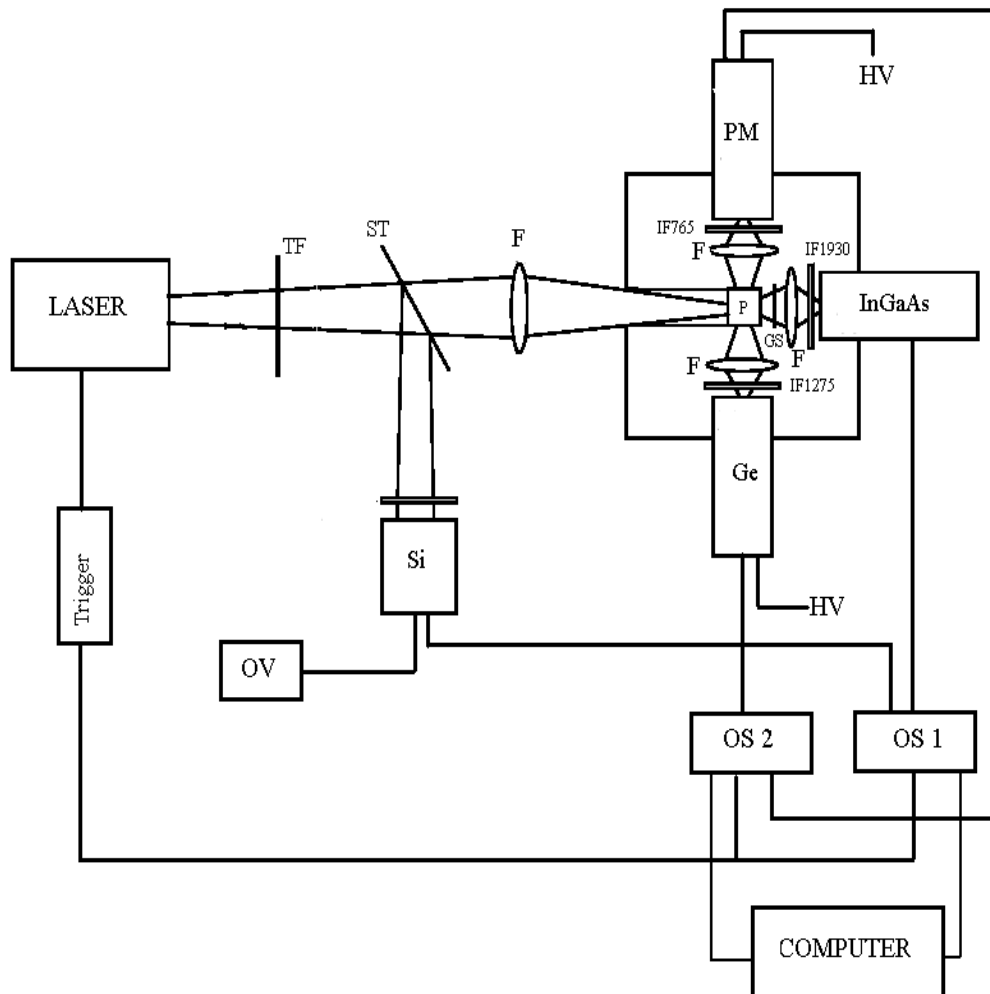 HV
PM
ST
IF765
TF
F
F
IF1930
LASER
P
InGaAs
GS
F
F
IF1275
Ge
Trigger
Si
HV
OV
OS 2
OS 1
COMPUTER